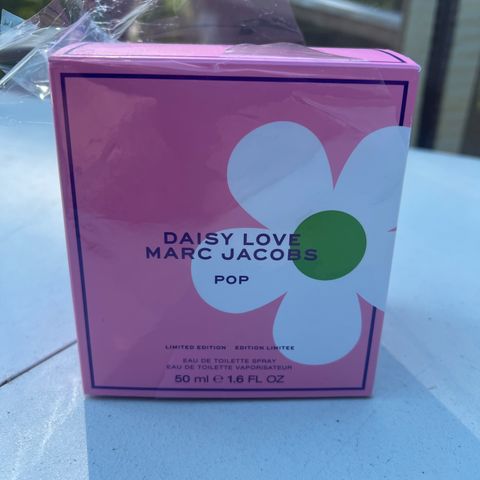 DAISY LOVE
MARC JACOBS
POP
LIMITED EDITION EDITION LIMITEE
EAU DE TOILETTE SPRAY
EAU DE TOILETTE VAPORISATEUR
50 ml ℮ 1.6 FL OZ